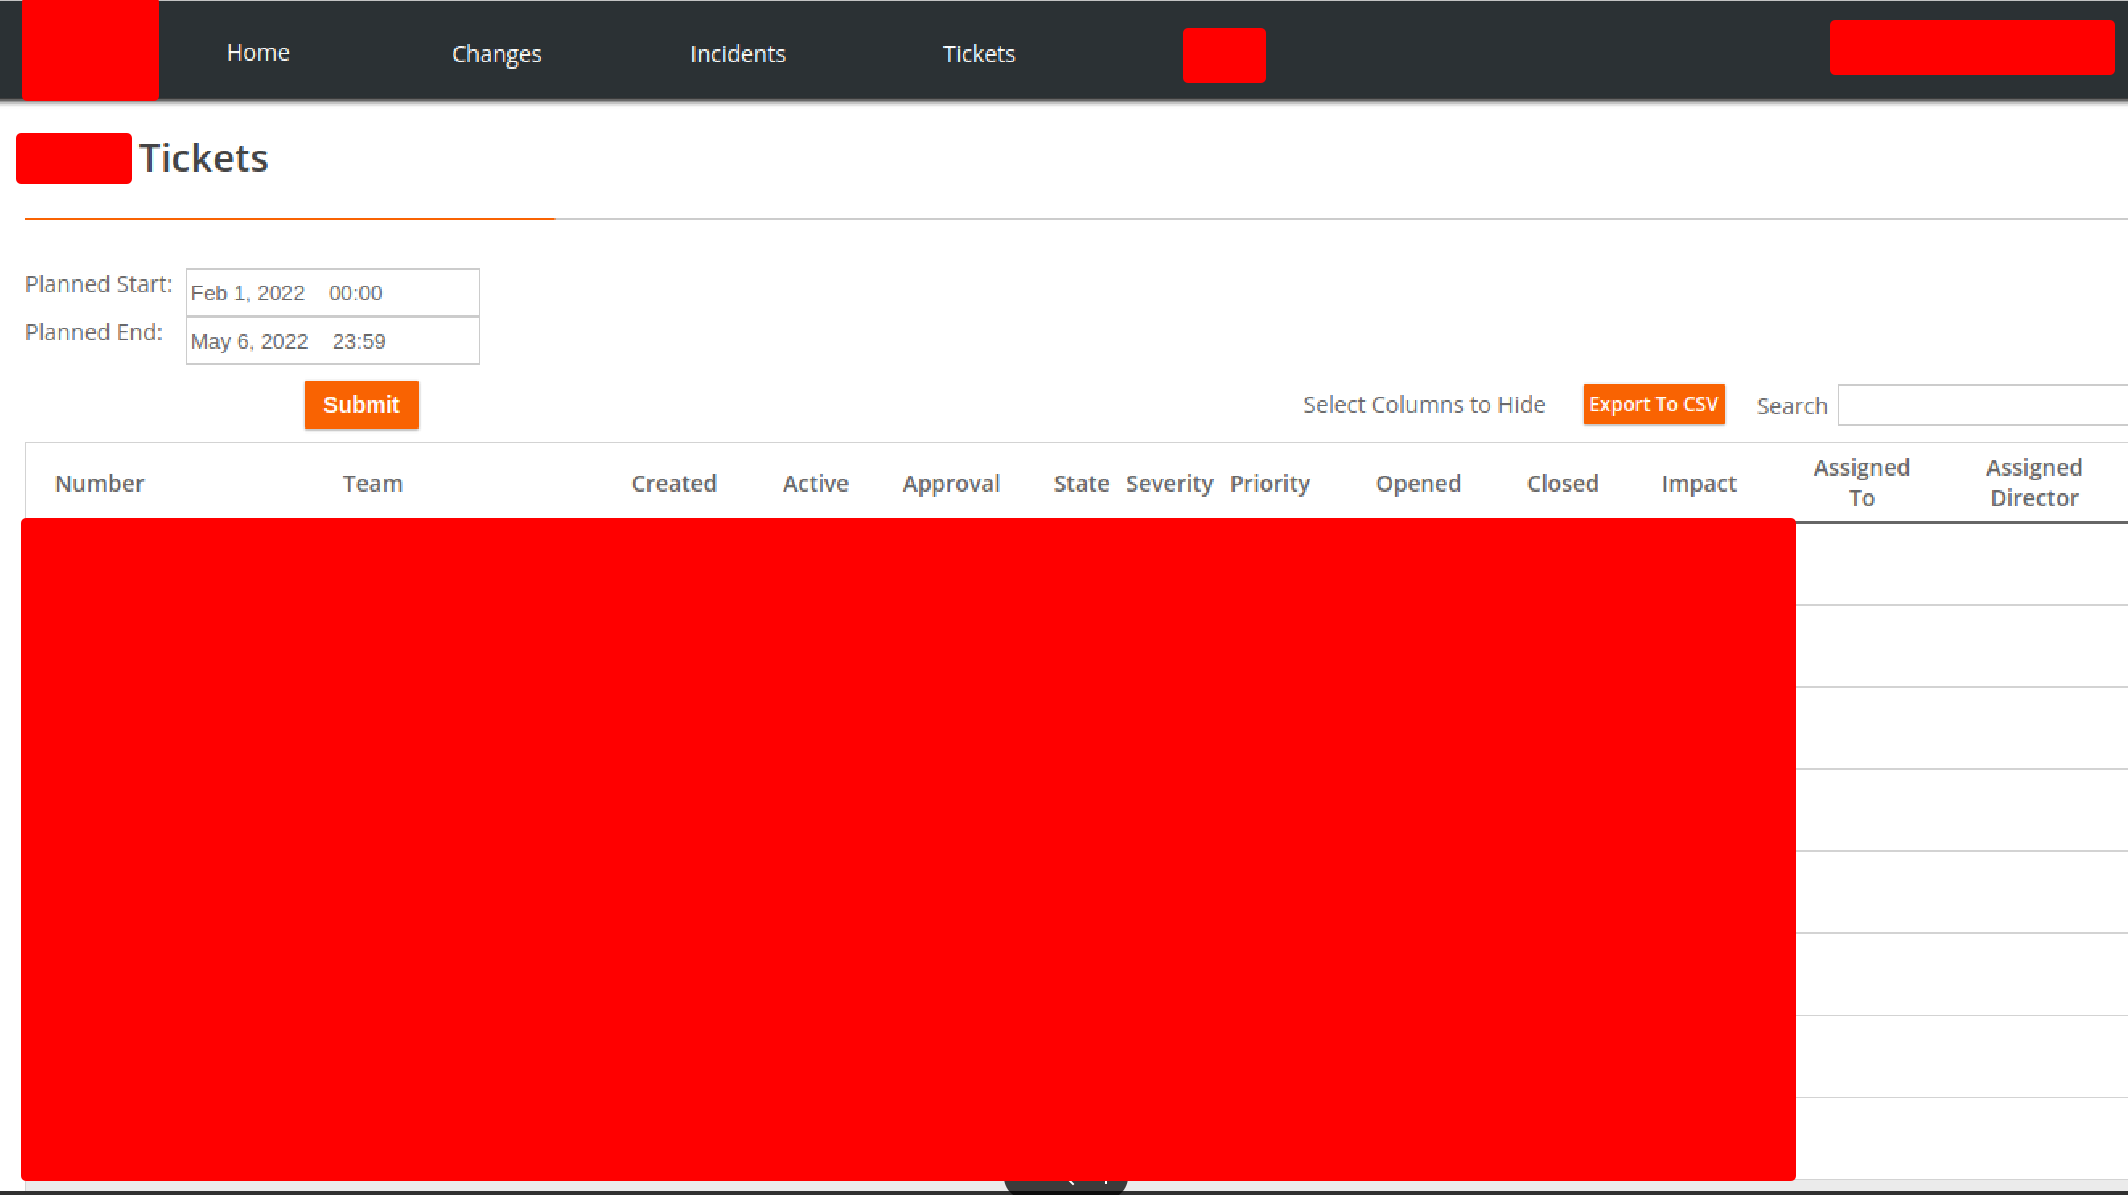 Home Changes Incidents Tickets
Tickets
Planned Start: Feb 1, 2022 00:00
Planned End: May 6, 2022 23:59
Submit Select Columns to Hide Export To CSV Search
Number Team Created Active Approval State Severity Priority Opened Closed Impact Assigned To Assigned Director